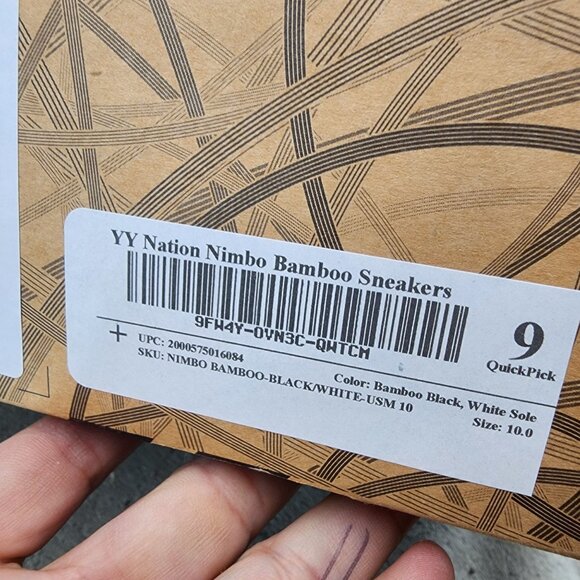 YY Nation Nimbo Bamboo Sneakers
9FW4Y-OVN3C-QWTCM
9
QuickPick
+
UPC: 2000575016084
SKU: NIMBO BAMBOO-BLACK/WHITE-USM 10
Color: Bamboo Black, White Sole
Size: 10.0